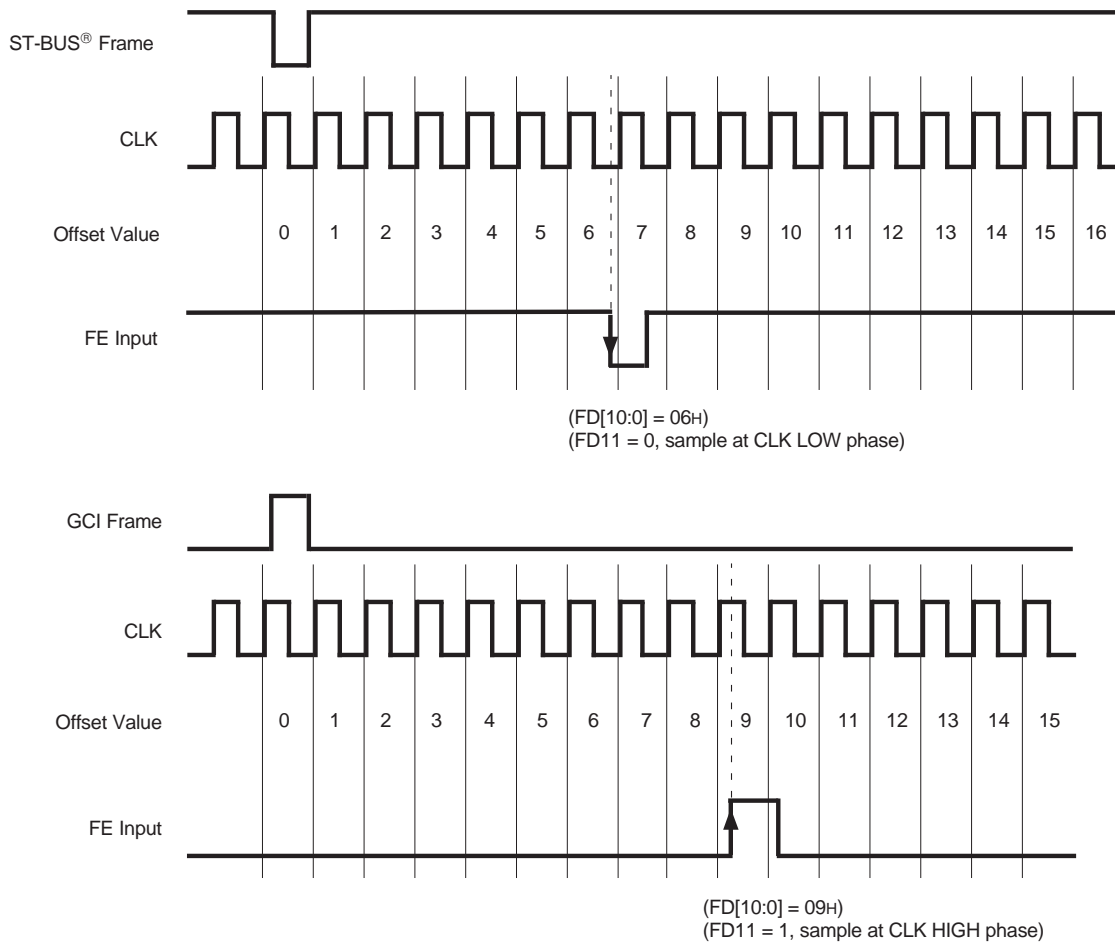 ST-BUS® Frame
CLK
Offset Value 0 1 2 3 4 5 6 7 8 9 10 11 12 13 14 15 16
FE Input
(FD[10:0] = 06H)
(FD11 = 0, sample at CLK LOW phase)
GCI Frame
CLK
Offset Value 0 1 2 3 4 5 6 7 8 9 10 11 12 13 14 15
FE Input
(FD[10:0] = 09H)
(FD11 = 1, sample at CLK HIGH phase)